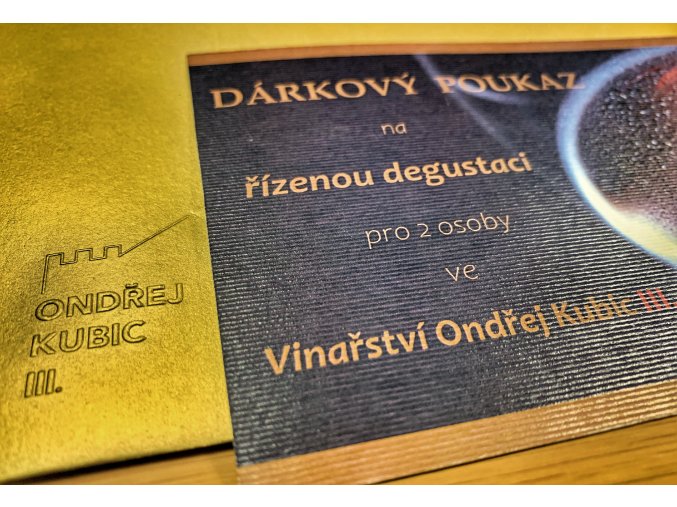 DÁRKOVÝ POUKAZ
na
řízenou degustaci
pro 2 osoby
ve
Vinařství Ondřej Kubic III.
ONDŘEJ
KUBIC
III.